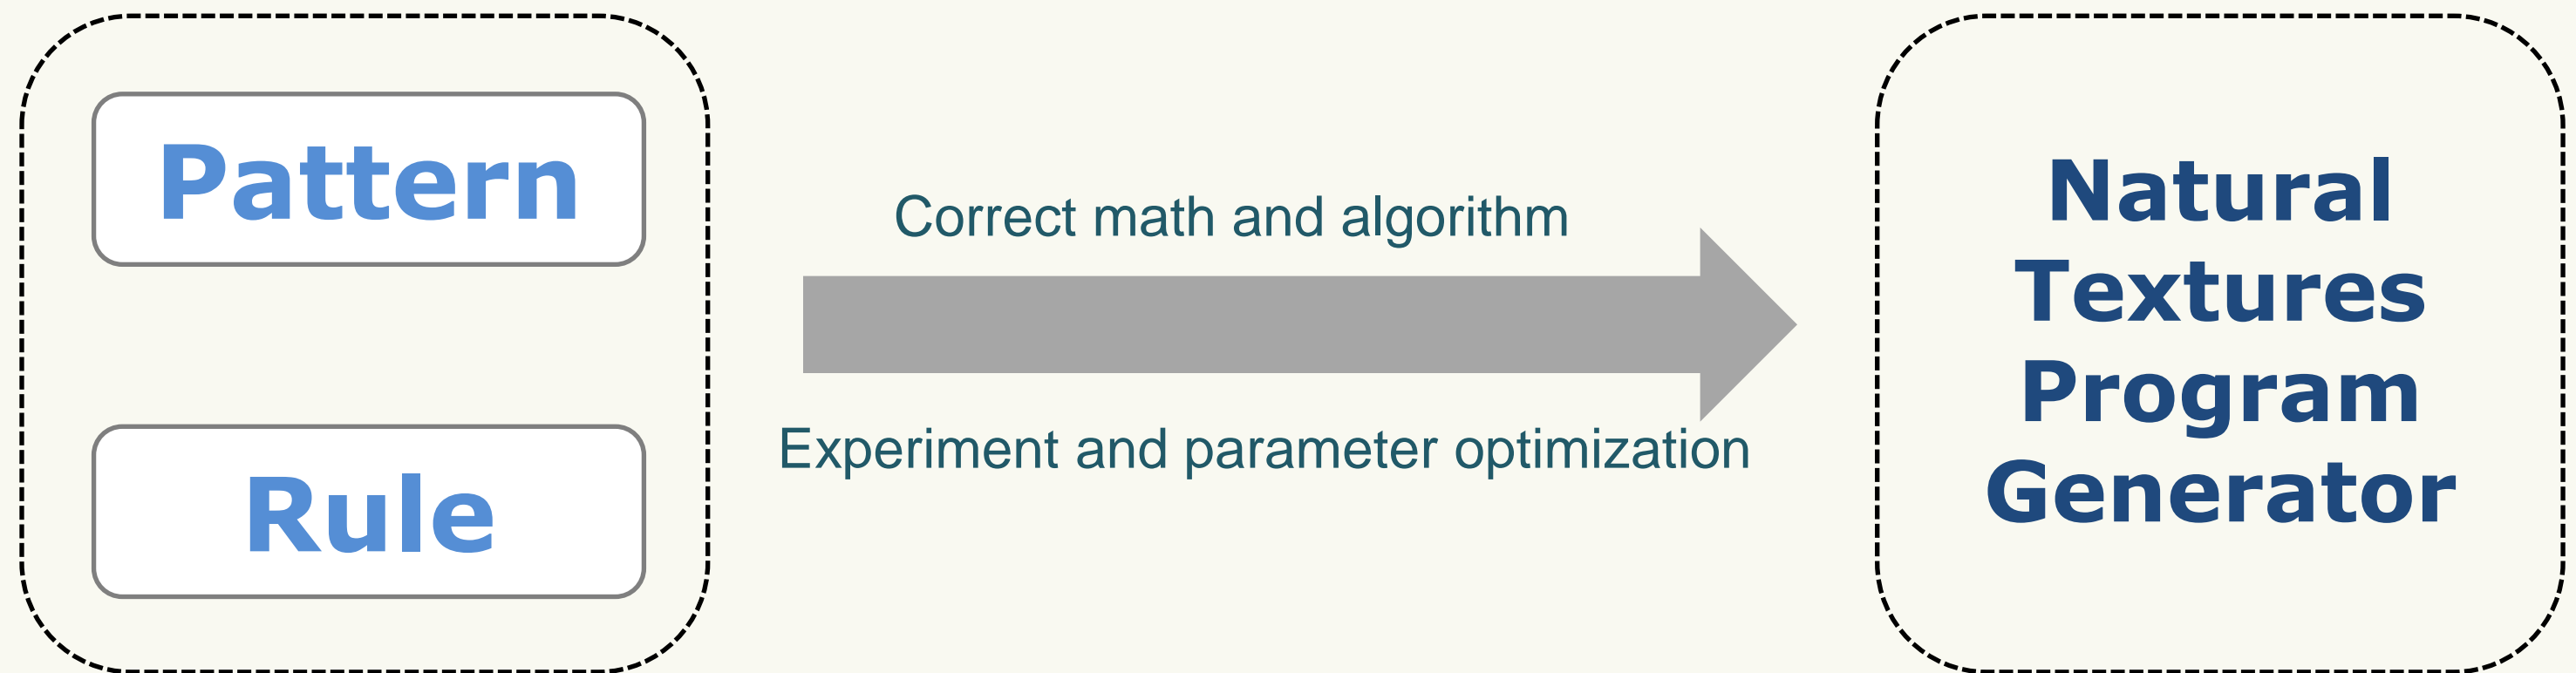 Pattern
Rule
Correct math and algorithm
Experiment and parameter optimization
Natural
Textures
Program
Generator